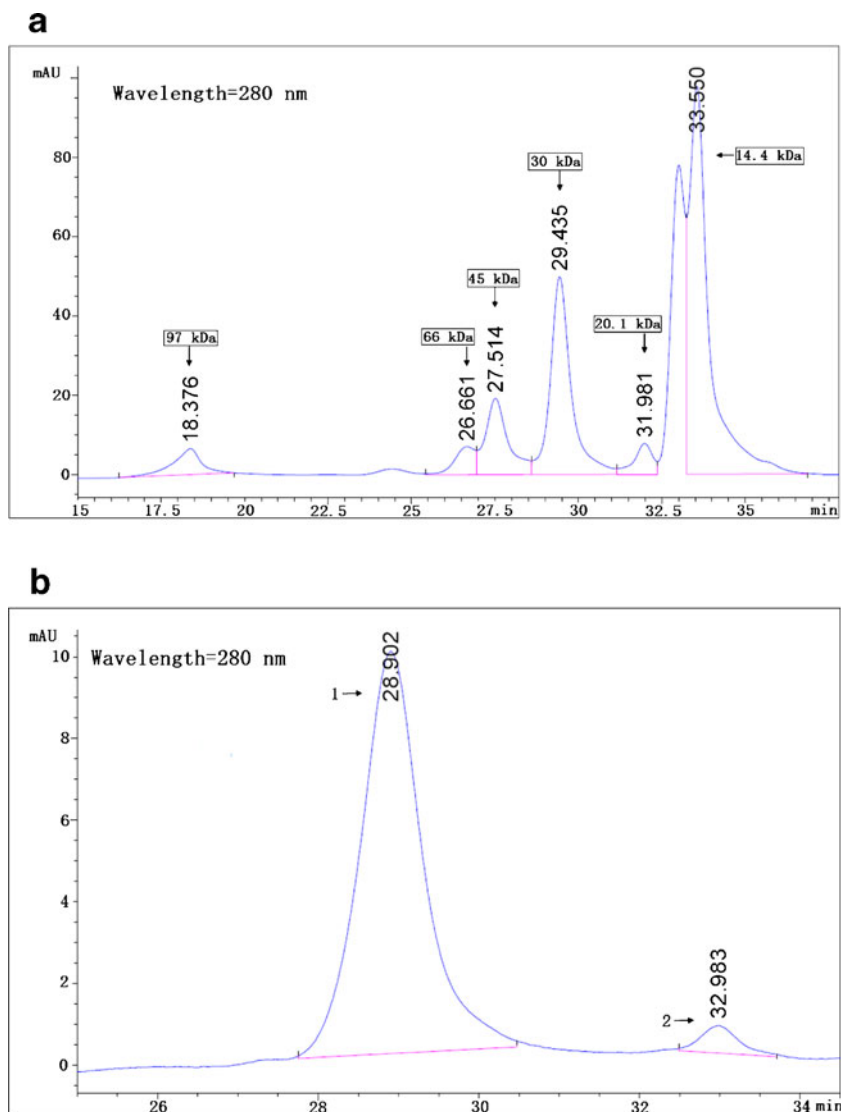 a
mAU
Wavelength=280 nm
33.550
14.4 kDa
30 kDa
29.435
45 kDa
27.514
20.1 kDa
31.981
97 kDa
18.376
66 kDa
26.661
80
60
40
20
0
15 17.5 20 22.5 25 27.5 30 32.5 35 min
b
mAU
Wavelength=280 nm
28.902
1
10
8
6
4
2
0
32.983
2
26 28 30 32 34 min